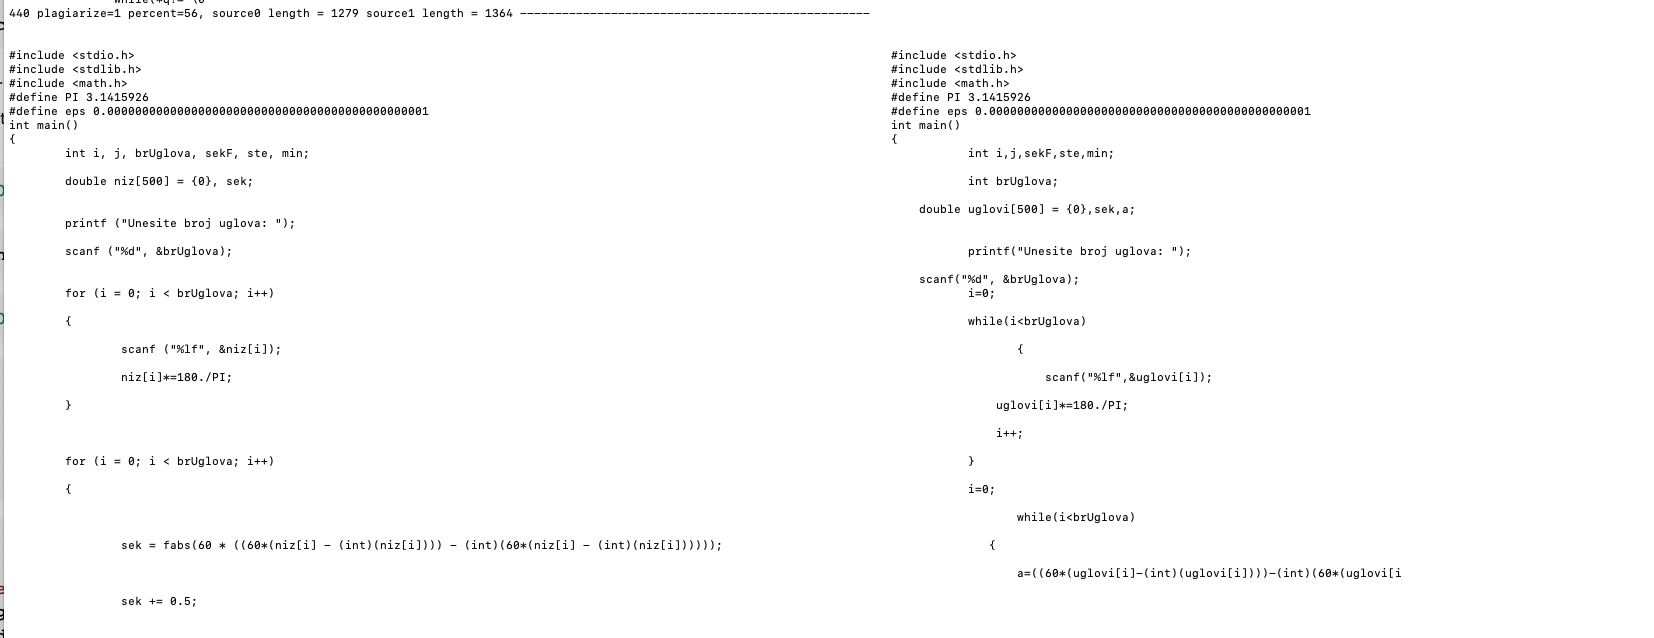 440 plagiarize=1 percent=56, source0 length = 1279 source1 length = 1364 --------------------------------------------------
#include <stdio.h>
#include <stdlib.h>
#include <math.h>
#define PI 3.1415926
#define eps 0.00000000000000000000000000000000000000000000001
int main()
{
int i, j, brUglova, sekF, ste, min;
double niz[500] = {0}, sek;
printf ("Unesite broj uglova: ");
scanf ("%d", &brUglova);
for (i = 0; i < brUglova; i++)
{
scanf ("%lf", &niz[i]);
niz[i]*=180./PI;
}
for (i = 0; i < brUglova; i++)
{
sek = fabs(60 * ((60*(niz[i] - (int)(niz[i]))) - (int)(60*(niz[i] - (int)(niz[i])))));
sek += 0.5;
#include <stdio.h>
#include <stdlib.h>
#include <math.h>
#define PI 3.1415926
#define eps 0.00000000000000000000000000000000000000000000001
int main()
{
int i,j,sekF,ste,min;
int brUglova;
double uglovi[500] = {0},sek,a;
printf("Unesite broj uglova: ");
scanf("%d", &brUglova);
i=0;
while(i<brUglova)
{
scanf("%lf",&uglovi[i]);
uglovi[i]*=180./PI;
i++;
}
i=0;
while(i<brUglova)
{
a=((60*(uglovi[i]-(int)(uglovi[i])))-(int)(60*(uglovi[i